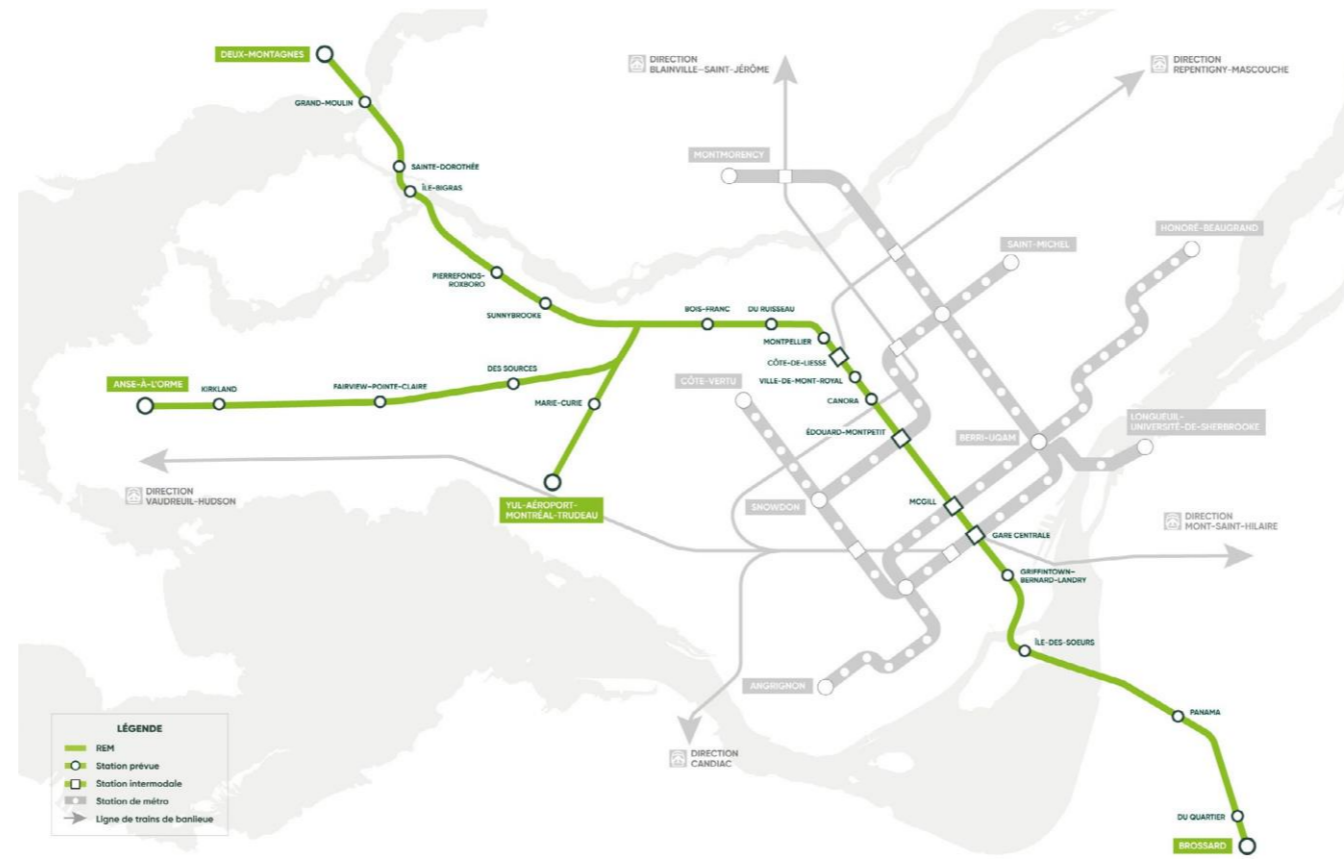 DEUX-MONTAGNES
GRAND-MOULIN
SAINTE-DOROTHÉE
ÎLE-BIGRAS
PIERREFONDS-
ROXBORO
SUNNYBROOKE
DIRECTION
BLAINVILLE–SAINT-JÉRÔME
DIRECTION
REPENTIGNY-MASCOUCHE
MONTMORENCY
SAINT-MICHEL
HONORÉ-BEAUGRAND
BOIS-FRANC
DU RUISSEAU
MONTPELLIER
CÔTE-DE-LIESSE
VILLE-DE-MONT-ROYAL
CANORA
ÉDOUARD-MONTPETIT
ANSE-À-L'ORME
KIRKLAND
FAIRVIEW-POINTE-CLAIRE
DES SOURCES
MARIE-CURIE
YUL-AÉROPORT-
MONTRÉAL-TRUDEAU
CÔTE-VERTU
SNOWDON
BERRI-UQAM
LONGUEUIL-
UNIVERSITÉ-DE-SHERBROOKE
DIRECTION
VAUDREUIL-HUDSON
MCGILL
GARE CENTRALE
DIRECTION
MONT-SAINT-HILAIRE
GRIFFINTOWN–
BERNARD-LANDRY
ÎLE-DES-SOEURS
ANGRIGNON
DIRECTION
CANDIAC
PANAMA
DU QUARTIER
BROSSARD
LÉGENDE
REM
Station prévue
Station intermodale
Station de métro
Ligne de trains de banlieue